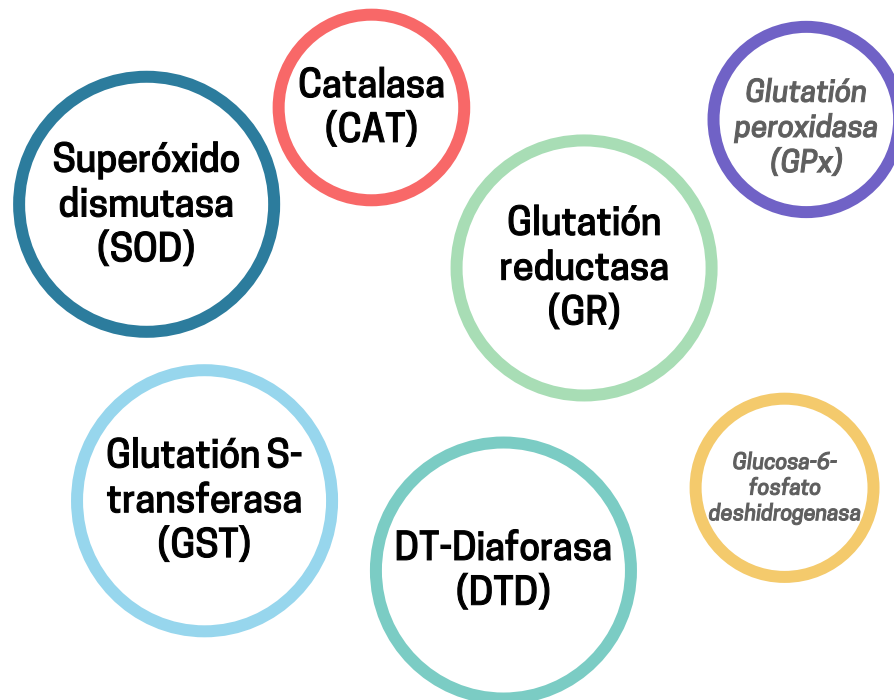 Superóxido
dismutasa
(SOD)
Catalasa
(CAT)
Glutatión
reductasa
(GR)
Glutatión
peroxidasa
(GPx)
Glutatión S-
transferasa
(GST)
DT-Diaforasa
(DTD)
Glucosa-6-
fosfato
deshidrogenasa